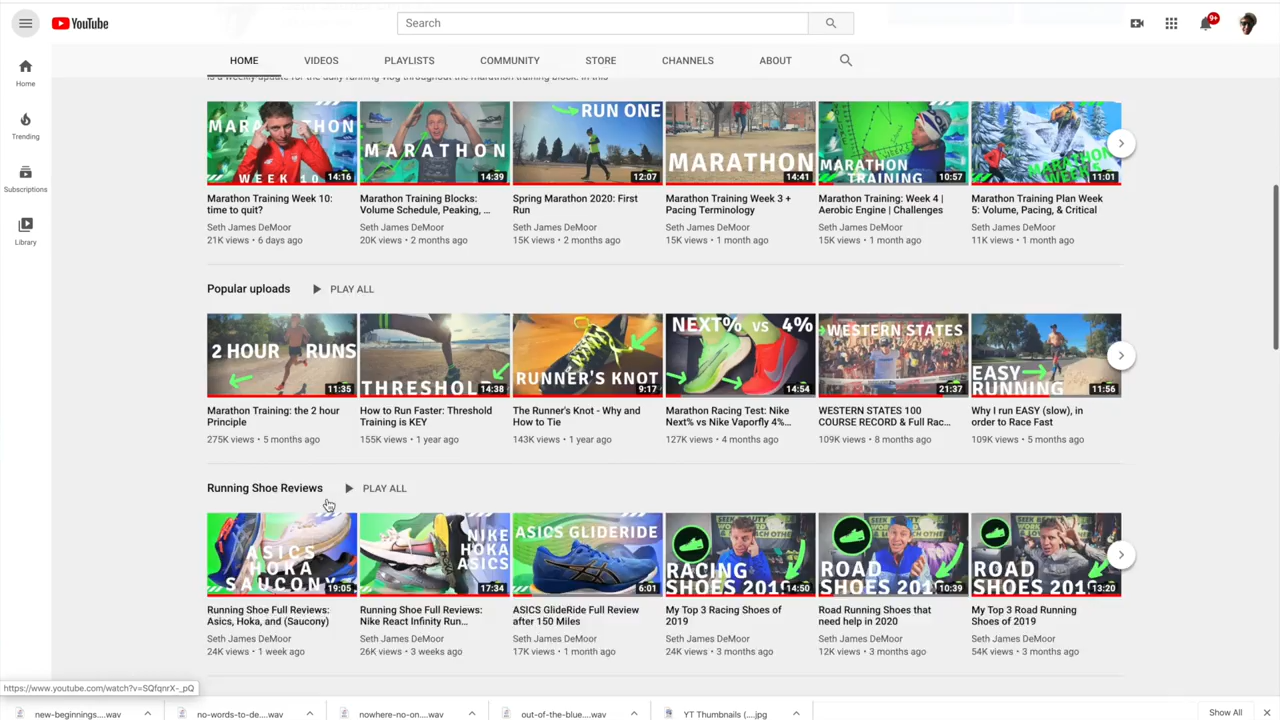 YouTube
Search
9+
HOME
VIDEOS
PLAYLISTS
COMMUNITY
STORE
CHANNELS
ABOUT
Home
Trending
Subscriptions
Library
is a weekly update for the daily running vlog throughout the marathon training block. In this
MARATHON
WEEK 10
14:16
MARATHON
14:39
RUN ONE
12:07
MARATHON
14:41
MARATHON
TRAINING
10:57
MARATHON
WEEK 5
11:01
Marathon Training Week 10:
time to quit?
Seth James DeMoor
21K views • 6 days ago
Marathon Training Blocks:
Volume Schedule, Peaking, ...
Seth James DeMoor
20K views • 2 months ago
Spring Marathon 2020: First
Run
Seth James DeMoor
15K views • 2 months ago
Marathon Training Week 3 +
Pacing Terminology
Seth James DeMoor
15K views • 1 month ago
Marathon Training: Week 4 |
Aerobic Engine | Challenges
Seth James DeMoor
15K views • 1 month ago
Marathon Training Plan Week
5: Volume, Pacing, & Critical
Seth James DeMoor
11K views • 1 month ago
Popular uploads
PLAY ALL
2 HOUR RUNS
11:35
THRESHOL
14:38
RUNNER'S KNOT
9:17
NEXT% vs 4%
14:54
WESTERN STATES
21:37
EASY
RUNNING
11:56
Marathon Training: the 2 hour
Principle
275K views • 5 months ago
How to Run Faster: Threshold
Training is KEY
155K views • 1 year ago
The Runner's Knot - Why and
How to Tie
143K views • 1 year ago
Marathon Racing Test: Nike
Next% vs Nike Vaporfly 4%...
127K views • 4 months ago
WESTERN STATES 100
COURSE RECORD & Full Rac...
109K views • 8 months ago
Why I run EASY (slow), in
order to Race Fast
109K views • 5 months ago
Running Shoe Reviews
PLAY ALL
ASICS
HOKA
SAUCONY
19:05
NIKE
HOKA
ASICS
17:34
ASICS GLIDERIDE
6:01
RACING
SHOES 2019
14:50
ROAD
SHOES 2019
10:39
ROAD
SHOES 2019
13:20
Running Shoe Full Reviews:
Asics, Hoka, and (Saucony)
Seth James DeMoor
24K views • 1 week ago
Running Shoe Full Reviews:
Nike React Infinity Run...
Seth James DeMoor
26K views • 3 weeks ago
ASICS GlideRide Full Review
after 150 Miles
Seth James DeMoor
17K views • 1 month ago
My Top 3 Racing Shoes of
2019
Seth James DeMoor
24K views • 3 months ago
Road Running Shoes that
need help in 2020
Seth James DeMoor
12K views • 3 months ago
My Top 3 Road Running
Shoes of 2019
Seth James DeMoor
54K views • 3 months ago
https://www.youtube.com/watch?v=SQfqnrX-_pQ
new-beginnings....wav
no-words-to-de....wav
nowhere-no-on....wav
out-of-the-blue....wav
YT Thumbnails (....jpg
Show All